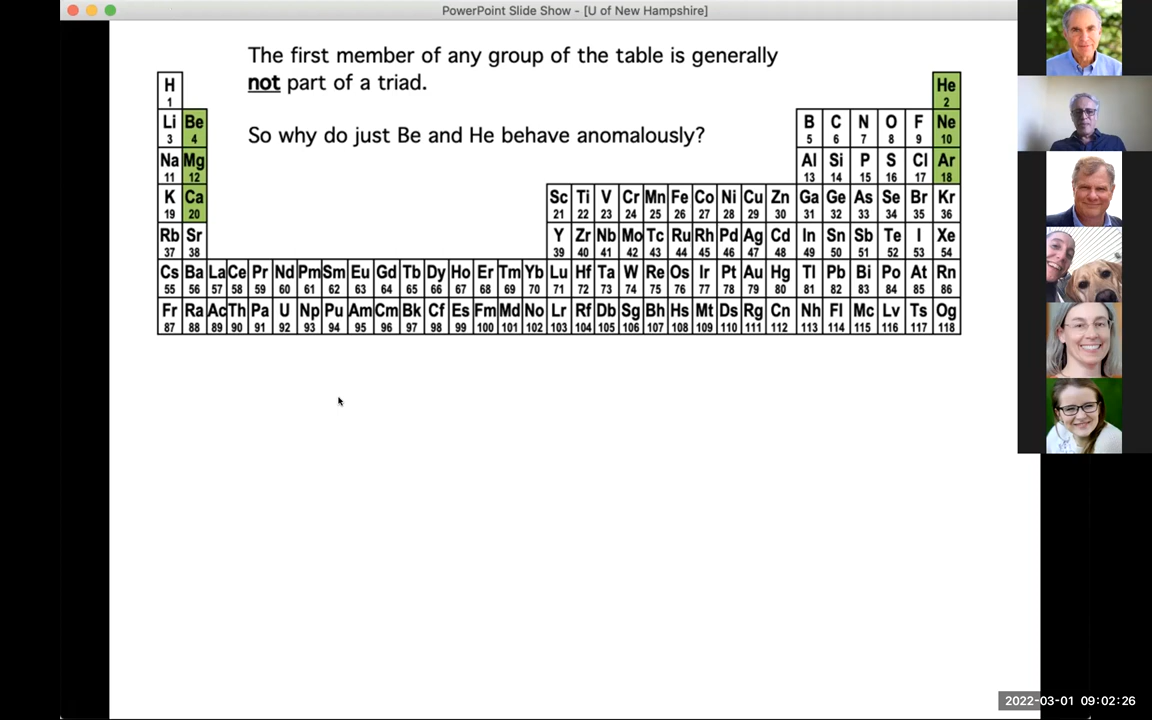 PowerPoint Slide Show - [U of New Hampshire]
The first member of any group of the table is generally
not part of a triad.
So why do just Be and He behave anomalously?
H He
1 2
Li Be B C N O F Ne
3 4 5 6 7 8 9 10
Na Mg Al Si P S Cl Ar
11 12 13 14 15 16 17 18
K Ca Sc Ti V Cr Mn Fe Co Ni Cu Zn Ga Ge As Se Br Kr
19 20 21 22 23 24 25 26 27 28 29 30 31 32 33 34 35 36
Rb Sr Y Zr Nb Mo Tc Ru Rh Pd Ag Cd In Sn Sb Te I Xe
37 38 39 40 41 42 43 44 45 46 47 48 49 50 51 52 53 54
Cs Ba La Ce Pr Nd Pm Sm Eu Gd Tb Dy Ho Er Tm Yb Lu Hf Ta W Re Os Ir Pt Au Hg Tl Pb Bi Po At Rn
55 56 57 58 59 60 61 62 63 64 65 66 67 68 69 70 71 72 73 74 75 76 77 78 79 80 81 82 83 84 85 86
Fr Ra Ac Th Pa U Np Pu Am Cm Bk Cf Es Fm Md No Lr Rf Db Sg Bh Hs Mt Ds Rg Cn Nh Fl Mc Lv Ts Og
87 88 89 90 91 92 93 94 95 96 97 98 99 100 101 102 103 104 105 106 107 108 109 110 111 112 113 114 115 116 117 118
2022-03-01 09:02:26